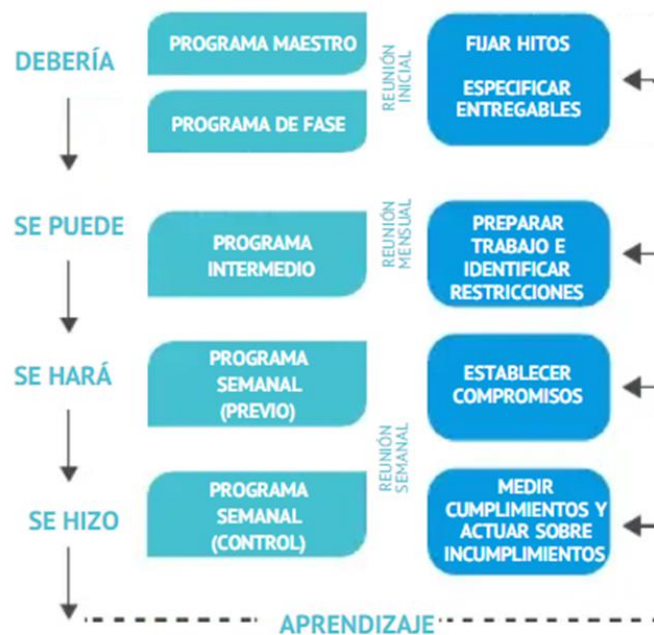 DEBERÍA
PROGRAMA MAESTRO
PROGRAMA DE FASE
REUNIÓN
INICIAL
FIJAR HITOS
ESPECIFICAR
ENTREGABLES
SE PUEDE
PROGRAMA
INTERMEDIO
REUNIÓN
MENSUAL
PREPARAR
TRABAJO E
IDENTIFICAR
RESTRICCIONES
SE HARÁ
PROGRAMA
SEMANAL
(PREVIO)
ESTABLECER
COMPROMISOS
REUNIÓN
SEMANAL
SE HIZO
PROGRAMA
SEMANAL
(CONTROL)
MEDIR
CUMPLIMIENTOS Y
ACTUAR SOBRE
INCUMPLIMIENTOS
APRENDIZAJE